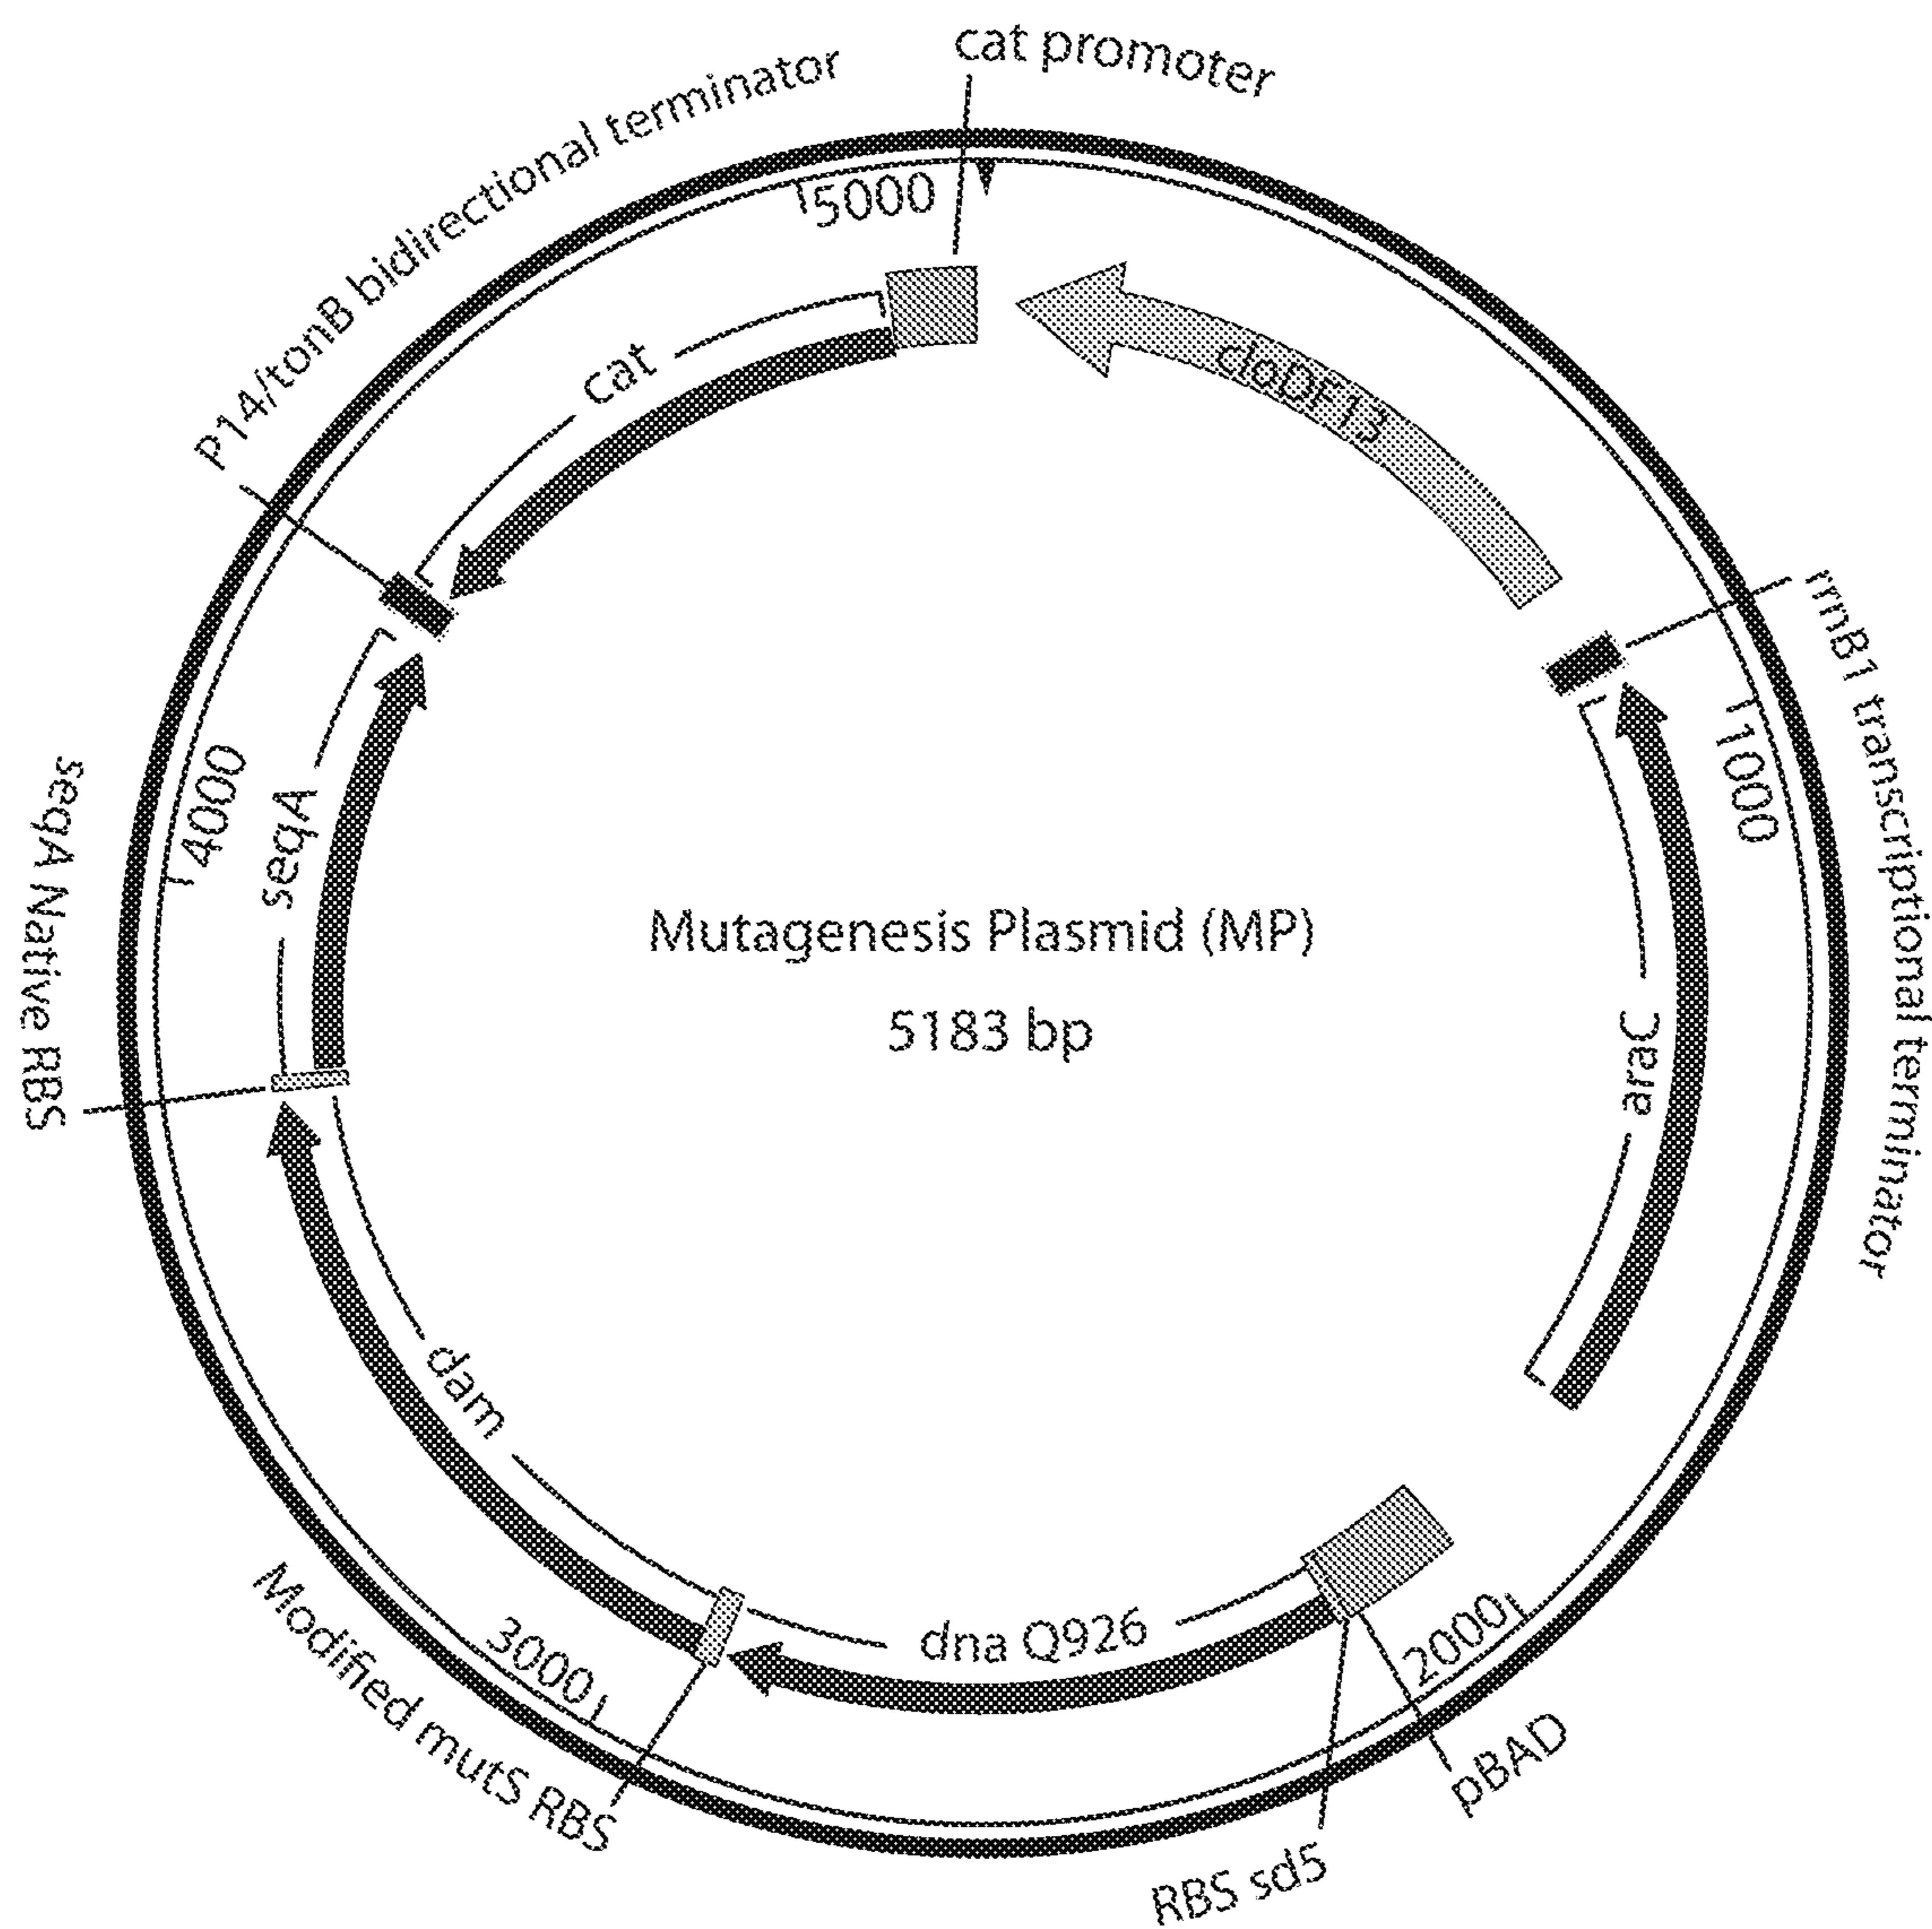 cat promoter
P14/tonB bidirectional terminator
5000
cat
cloDF13
rrnB1 transcriptional terminator
1000
4000
seqA
seqA Native RBS
Mutagenesis Plasmid (MP)
5183 bp
araC
dam
dna Q926
3000
2000
Modified mutS RBS
pBAD
RBS sd5